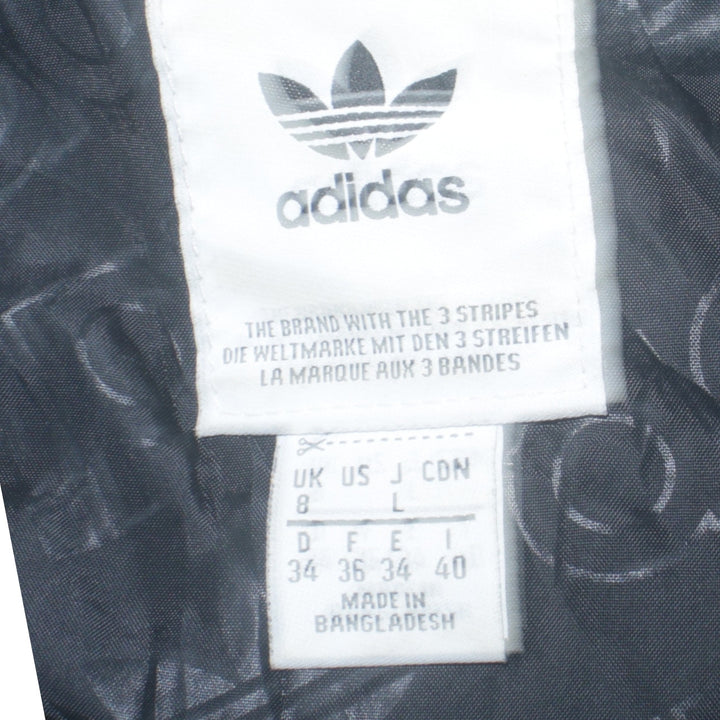 adidas
THE BRAND WITH THE 3 STRIPES
DIE WELTMARKE MIT DEN 3 STREIFEN
LA MARQUE AUX 3 BANDES
UK US J CDN
8 L
D F E I
34 36 34 40
MADE IN
BANGLADESH